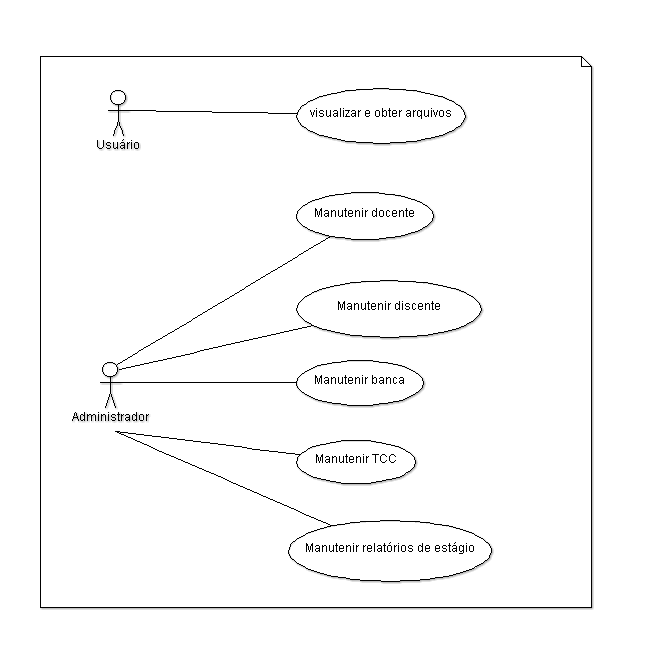 visualizar e obter arquivos
Usuário
Manutenir docente
Manutenir discente
Manutenir banca
Administrador
Manutenir TCC
Manutenir relatórios de estágio